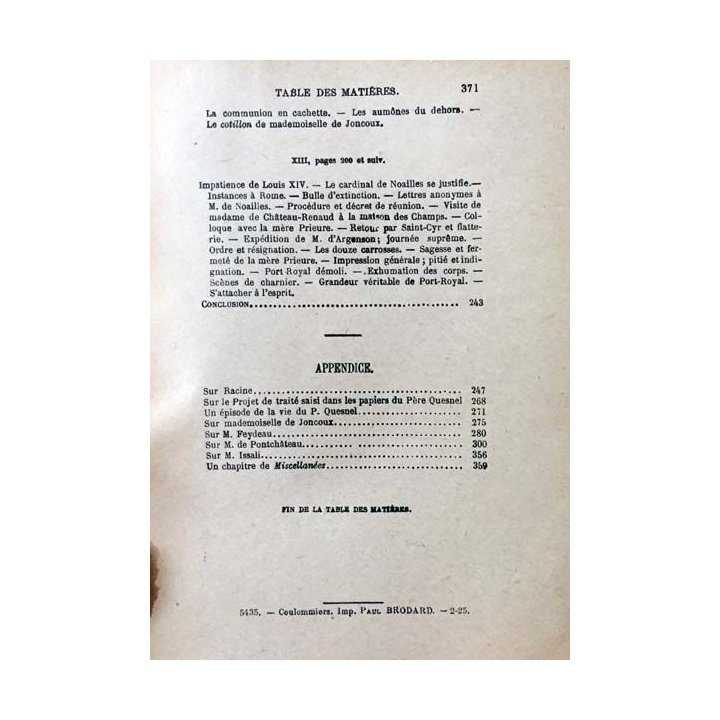 TABLE DES MATIÈRES. 371
La communion en cachette. — Les aumônes du dehors. —
Le cotillon de mademoiselle de Joncoux.
XIII, pages 200 et suiv.
Impatience de Louis XIV. — Le cardinal de Noailles se justifie. —
Instances à Rome. — Bulle d'extinction. — Lettres anonymes à
M. de Noailles. — Procédure et décret de réunion. — Visite de
madame de Château-Renaud à la maison des Champs. — Col-
loque avec la mère Prieure. — Retour par Saint-Cyr et flatte-
rie. — Expédition de M. d'Argenson; journée suprême. —
Ordre et résignation. — Les douze carrosses. — Sagesse et fer-
meté de la mère Prieure. — Impression générale; pitié et indi-
gnation. — Port-Royal démoli. — Exhumation des corps. —
Scènes de charnier. — Grandeur véritable de Port-Royal. —
S'attacher à l'esprit.
CONCLUSION........................................ 243
APPENDICE.
Sur Racine........................................ 247
Sur le Projet de traité saisi dans les papiers du Père Quesnel 268
Un épisode de la vie du P. Quesnel.................... 271
Sur mademoiselle de Joncoux......................... 275
Sur M. Feydeau.................................... 280
Sur M. de Pontchâteau.............................. 300
Sur M. Issali....................................... 356
Un chapitre de Miscellanées.......................... 359
FIN DE LA TABLE DES MATIÈRES.
5435. — Coulommiers. Imp. PAUL BRODARD. — 2-25.